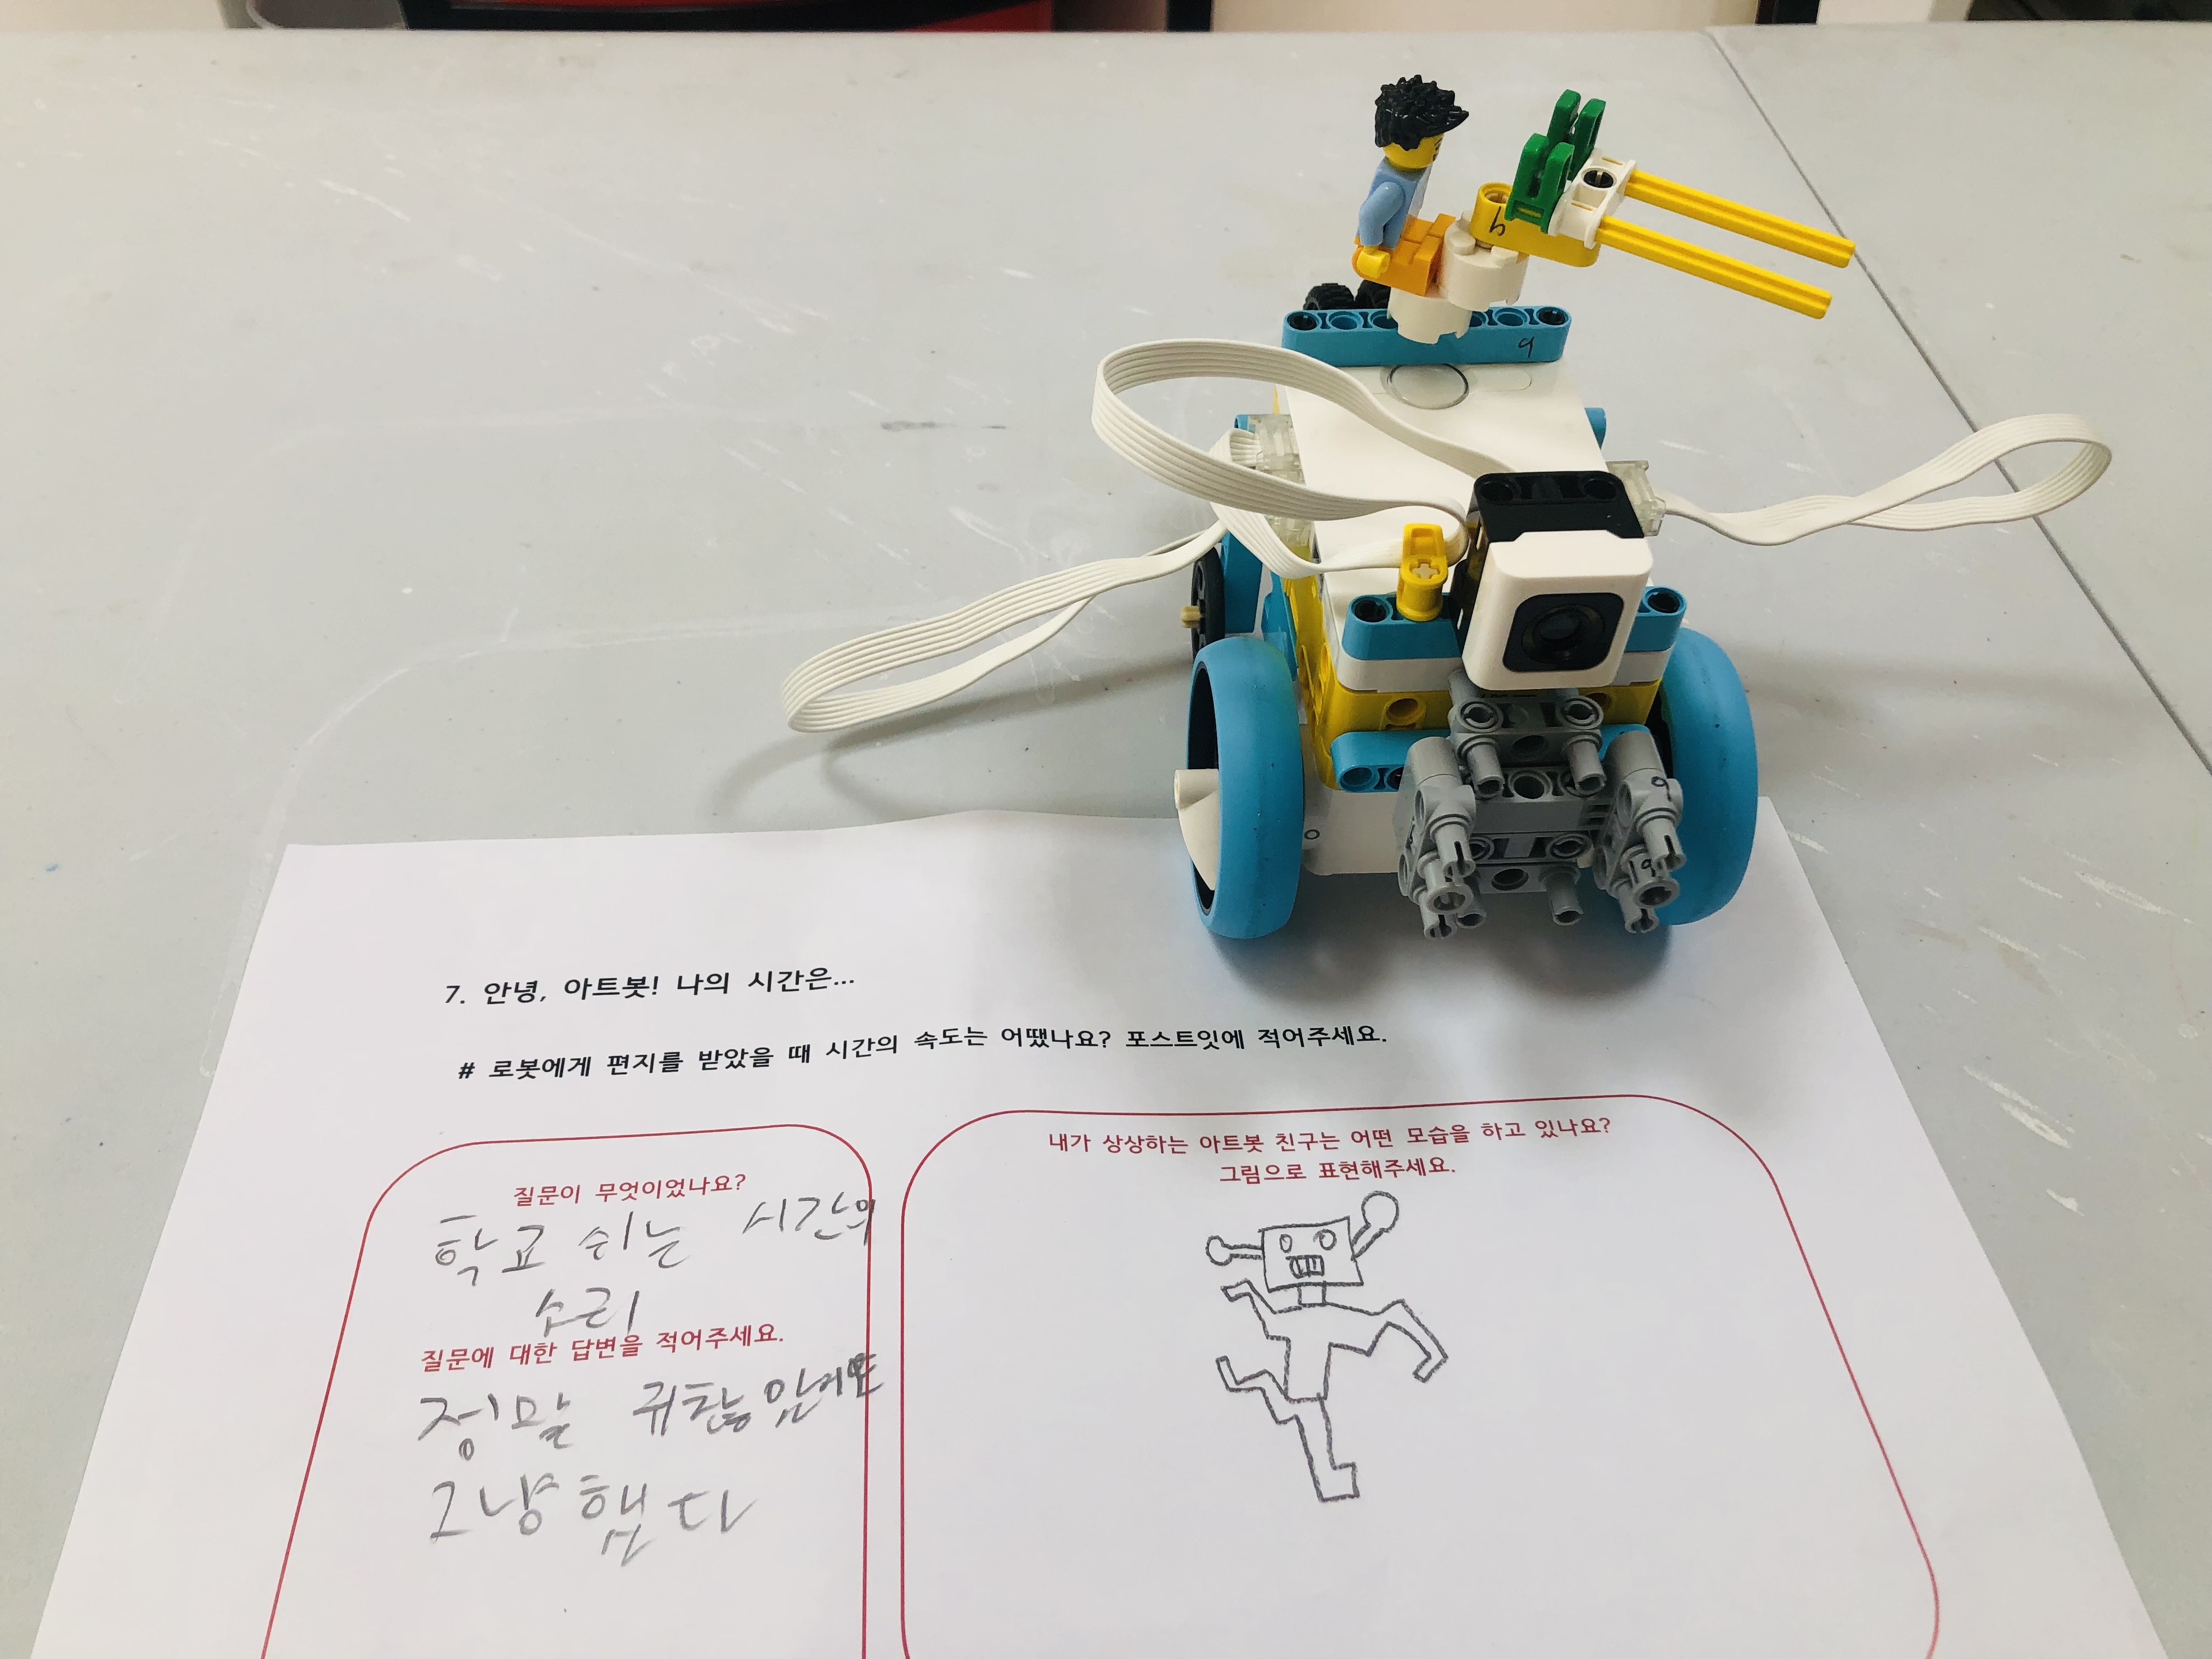 7. 안녕, 아트봇! 나의 시간은...
# 로봇에게 편지를 받았을 때 시간의 속도는 어땠나요? 포스트잇에 적어주세요.
질문이 무엇이었나요?
학교 쉬는 시간의
소리
질문에 대한 답변을 적어주세요.
정말 귀찮았는데
그냥 했다
내가 상상하는 아트봇 친구는 어떤 모습을 하고 있나요?
그림으로 표현해주세요.